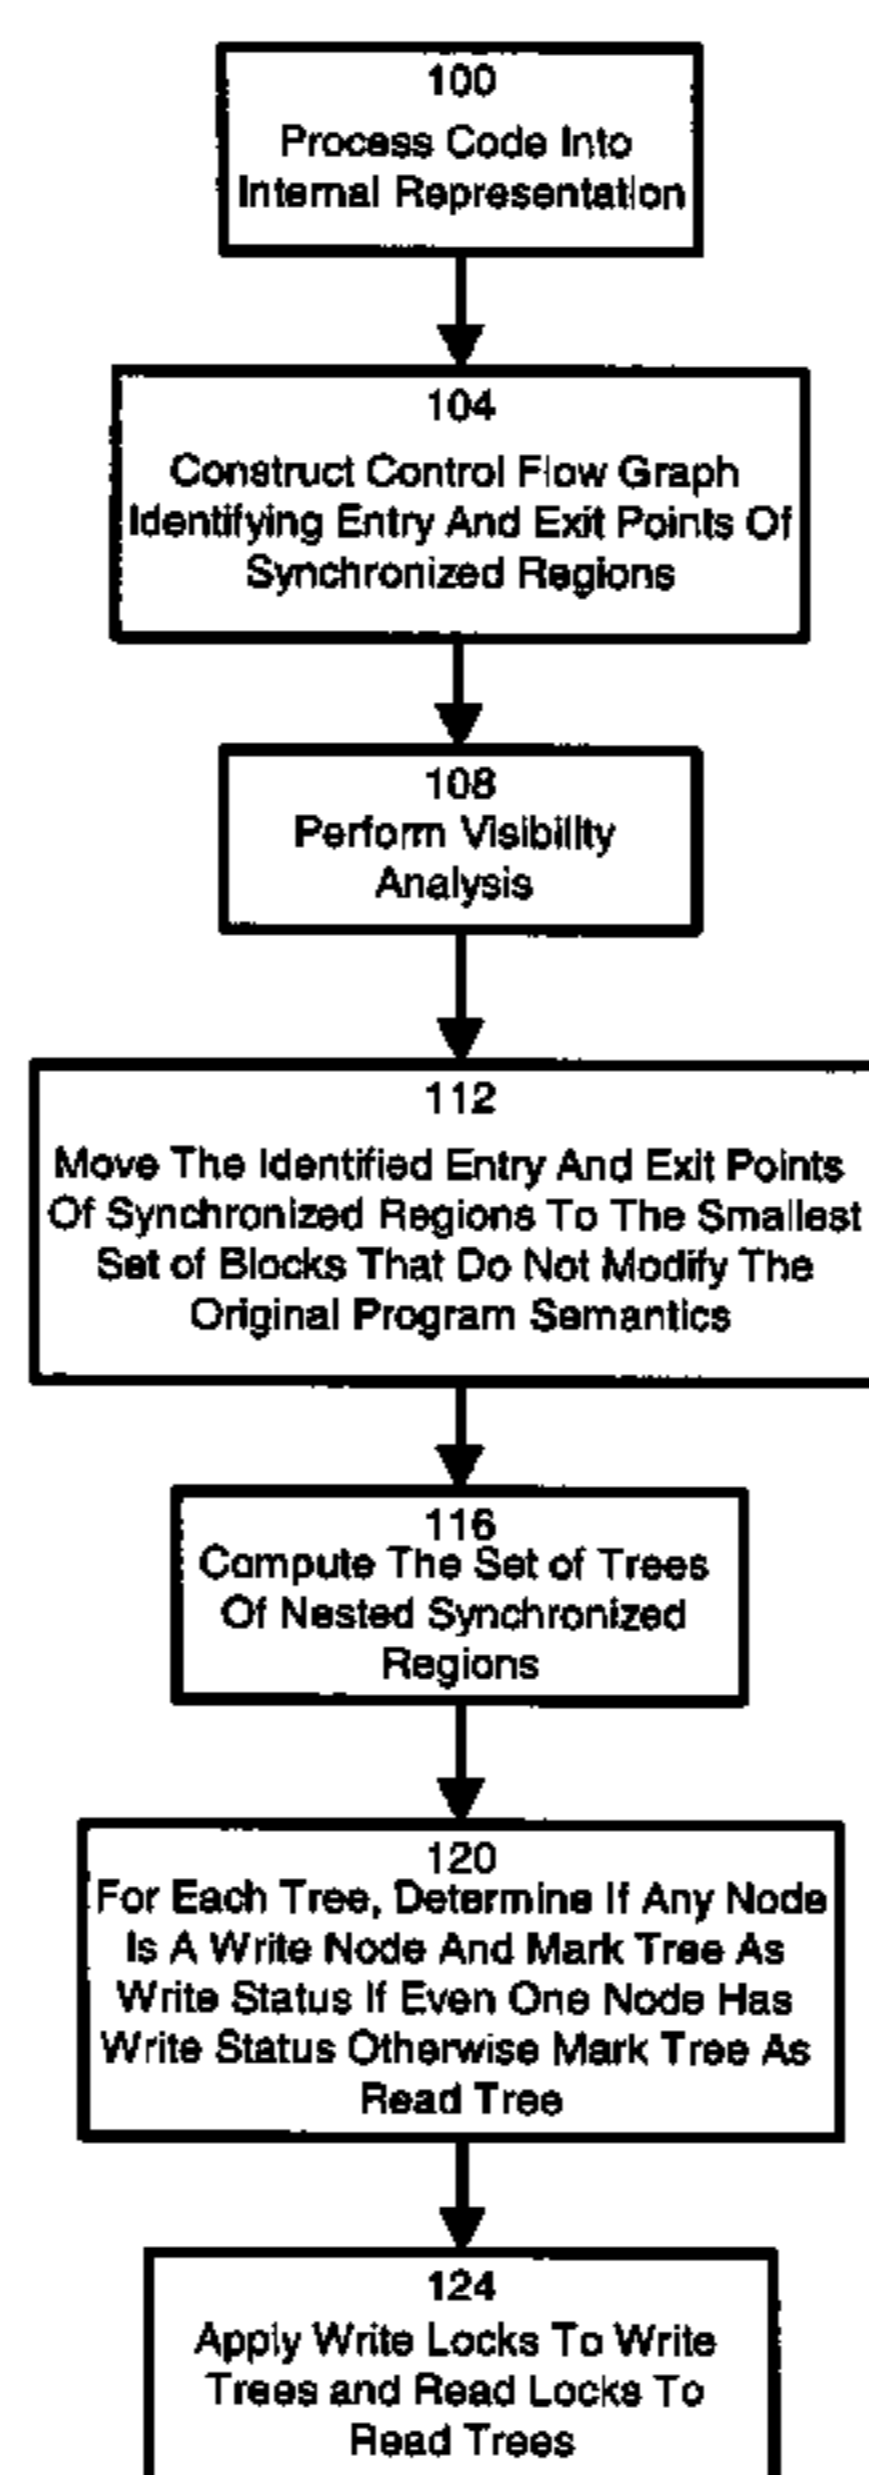 100
Process Code Into
Internal Representation
104
Construct Control Flow Graph
Identifying Entry And Exit Points Of
Synchronized Regions
108
Perform Visibility
Analysis
112
Move The Identified Entry And Exit Points
Of Synchronized Regions To The Smallest
Set of Blocks That Do Not Modify The
Original Program Semantics
116
Compute The Set of Trees
Of Nested Synchronized
Regions
120
For Each Tree, Determine If Any Node
Is A Write Node And Mark Tree As
Write Status If Even One Node Has
Write Status Otherwise Mark Tree As
Read Tree
124
Apply Write Locks To Write
Trees and Read Locks To
Read Trees